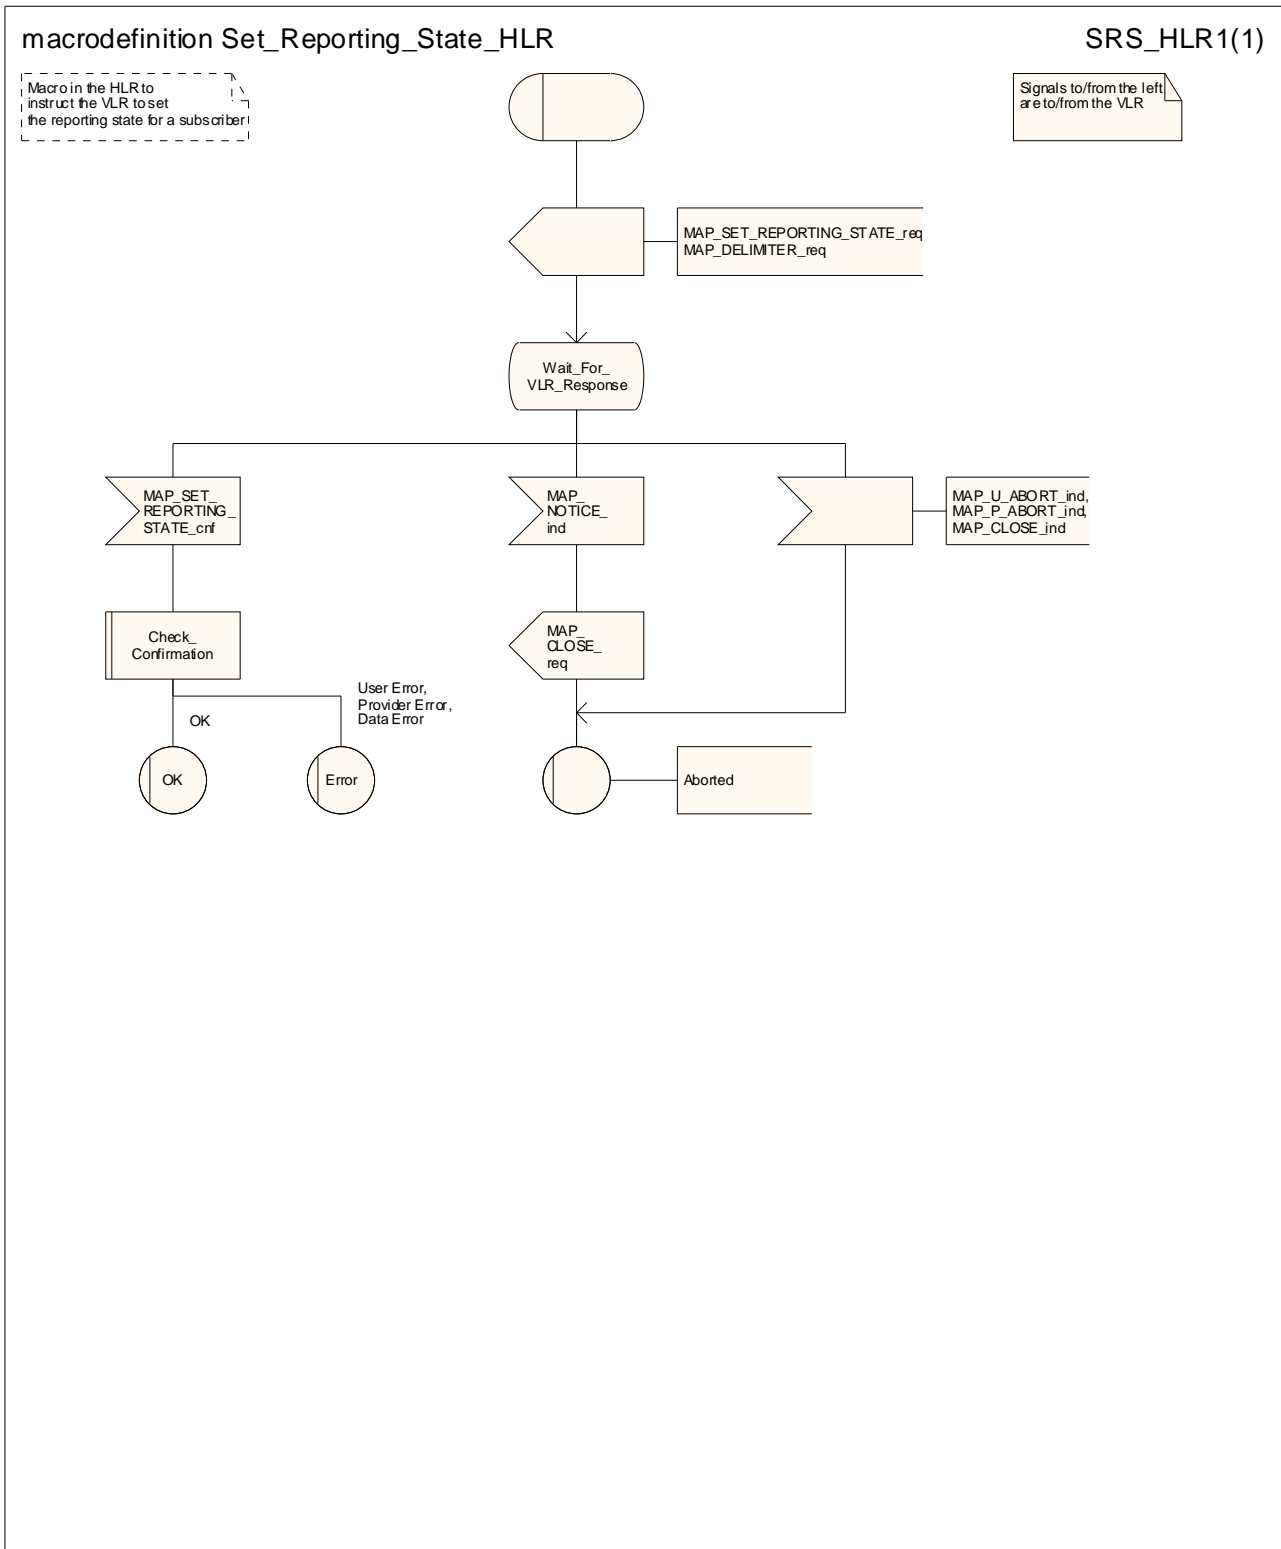 macrodefinition Set_Reporting_State_HLR
SRS_HLR1(1)
Macro in the HLR to
instruct the VLR to set
the reporting state for a subscriber
Signals to/from the left
are to/from the VLR
MAP_SET_REPORTING_STATE_req
MAP_DELIMITER_req
Wait_For_
VLR_Response
MAP_SET_
REPORTING_
STATE_cnf
MAP_
NOTICE_
ind
MAP_U_ABORT_ind,
MAP_P_ABORT_ind,
MAP_CLOSE_ind
Check_
Confirmation
MAP_
CLOSE_
req
User Error,
Provider Error,
Data Error
OK
OK
Error
Aborted